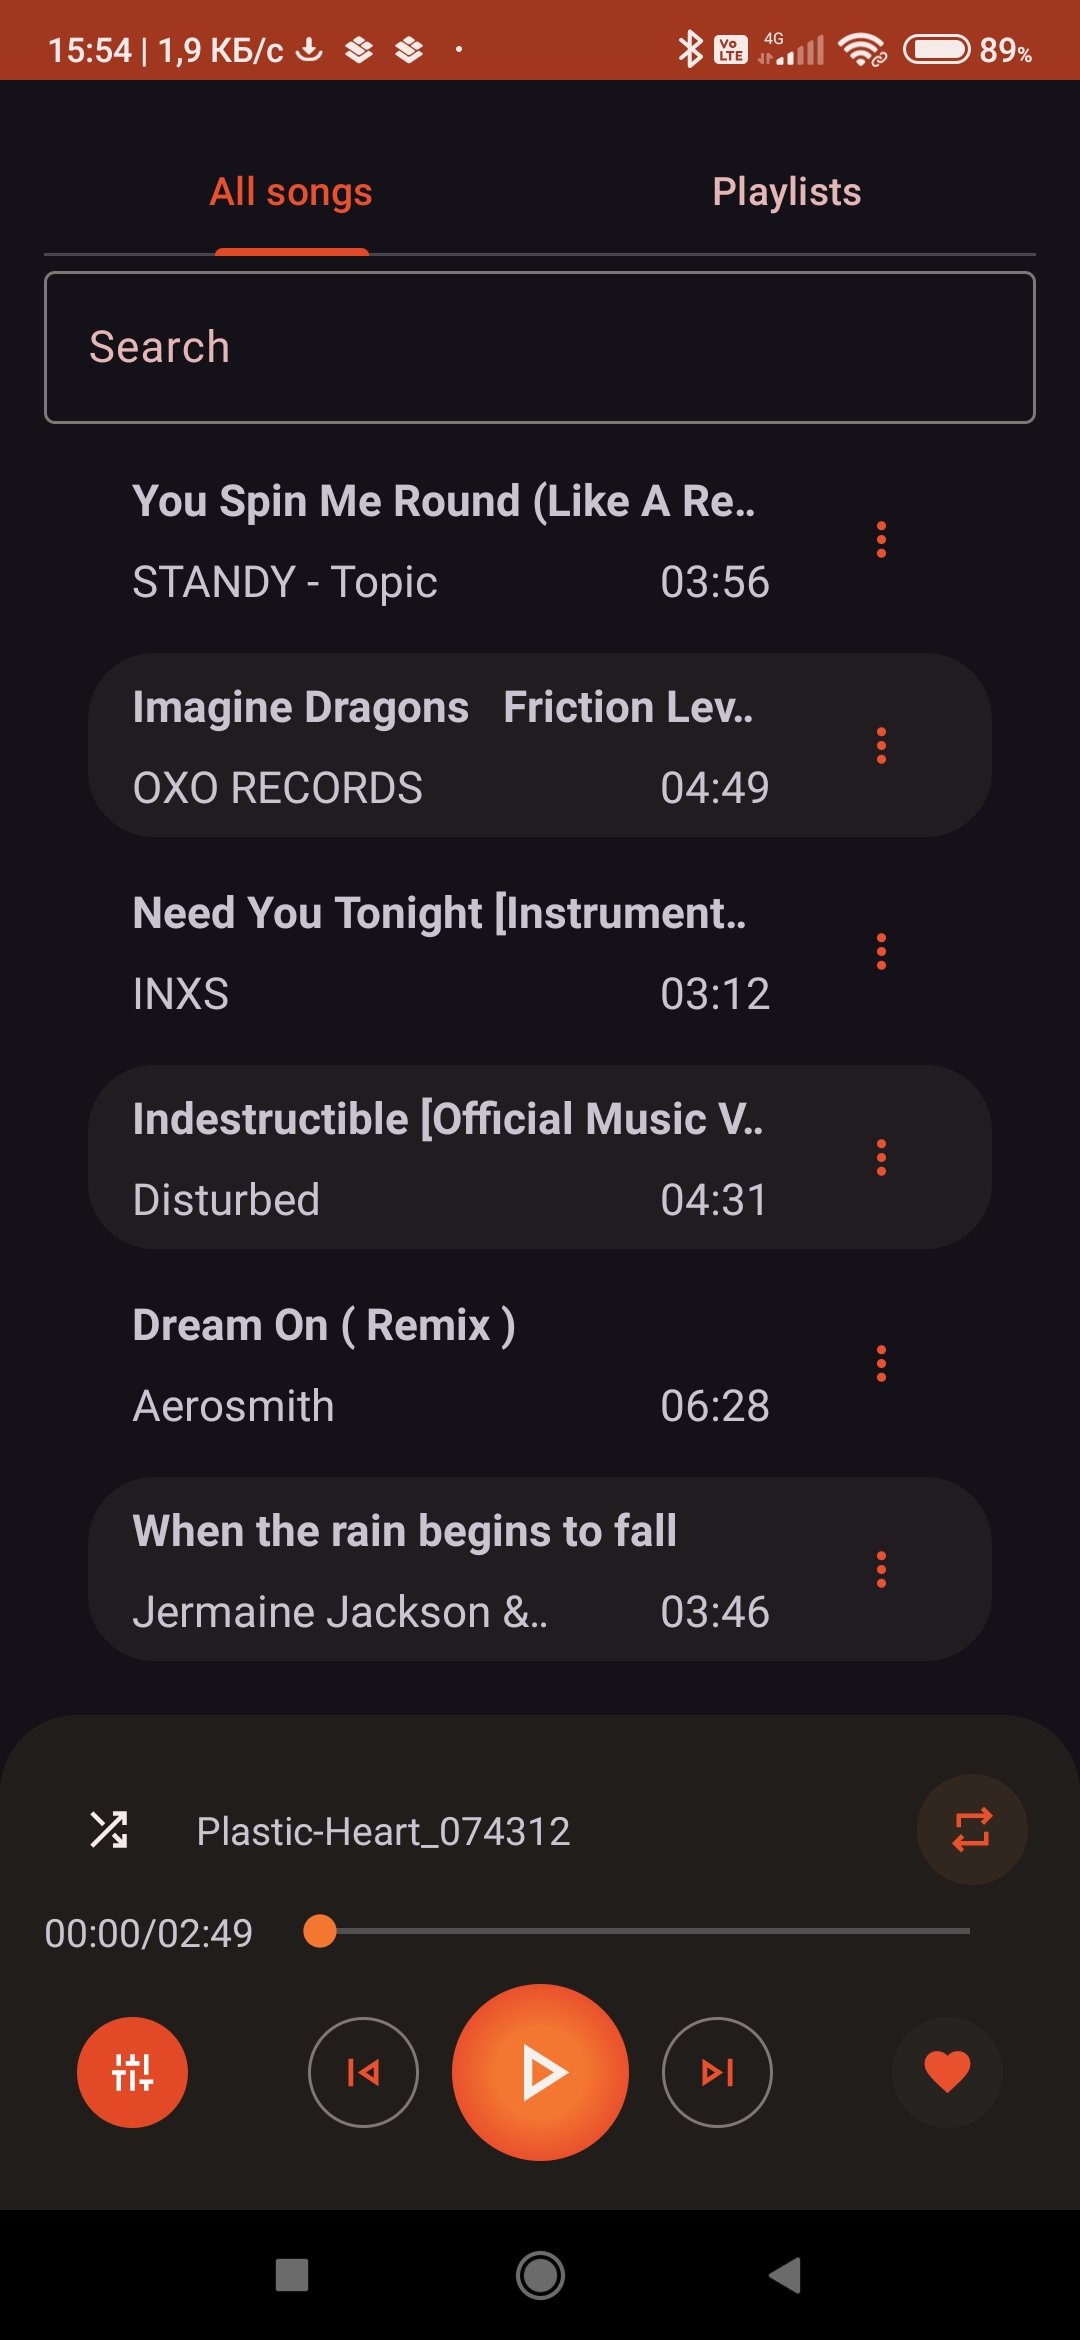 15:54 | 1,9 КБ/с
Vo LTE
4G
89%
All songs
Playlists
Search
You Spin Me Round (Like A Re..
STANDY - Topic 03:56
Imagine Dragons   Friction Lev..
OXO RECORDS 04:49
Need You Tonight [Instrument..
INXS 03:12
Indestructible [Official Music V..
Disturbed 04:31
Dream On ( Remix )
Aerosmith 06:28
When the rain begins to fall
Jermaine Jackson &.. 03:46
Plastic-Heart_074312
00:00/02:49